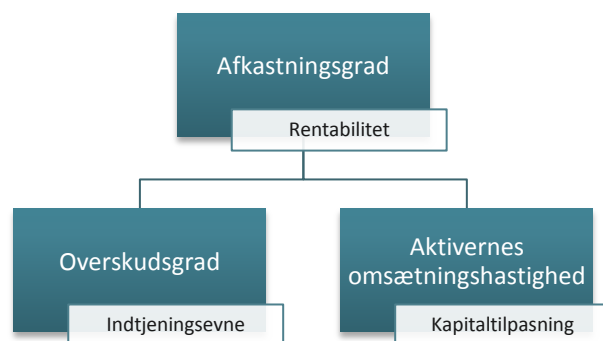 Afkastningsgrad
Rentabilitet
Overskudsgrad
Indtjeningsevne
Aktivernes
omsætningshastighed
Kapitaltilpasning